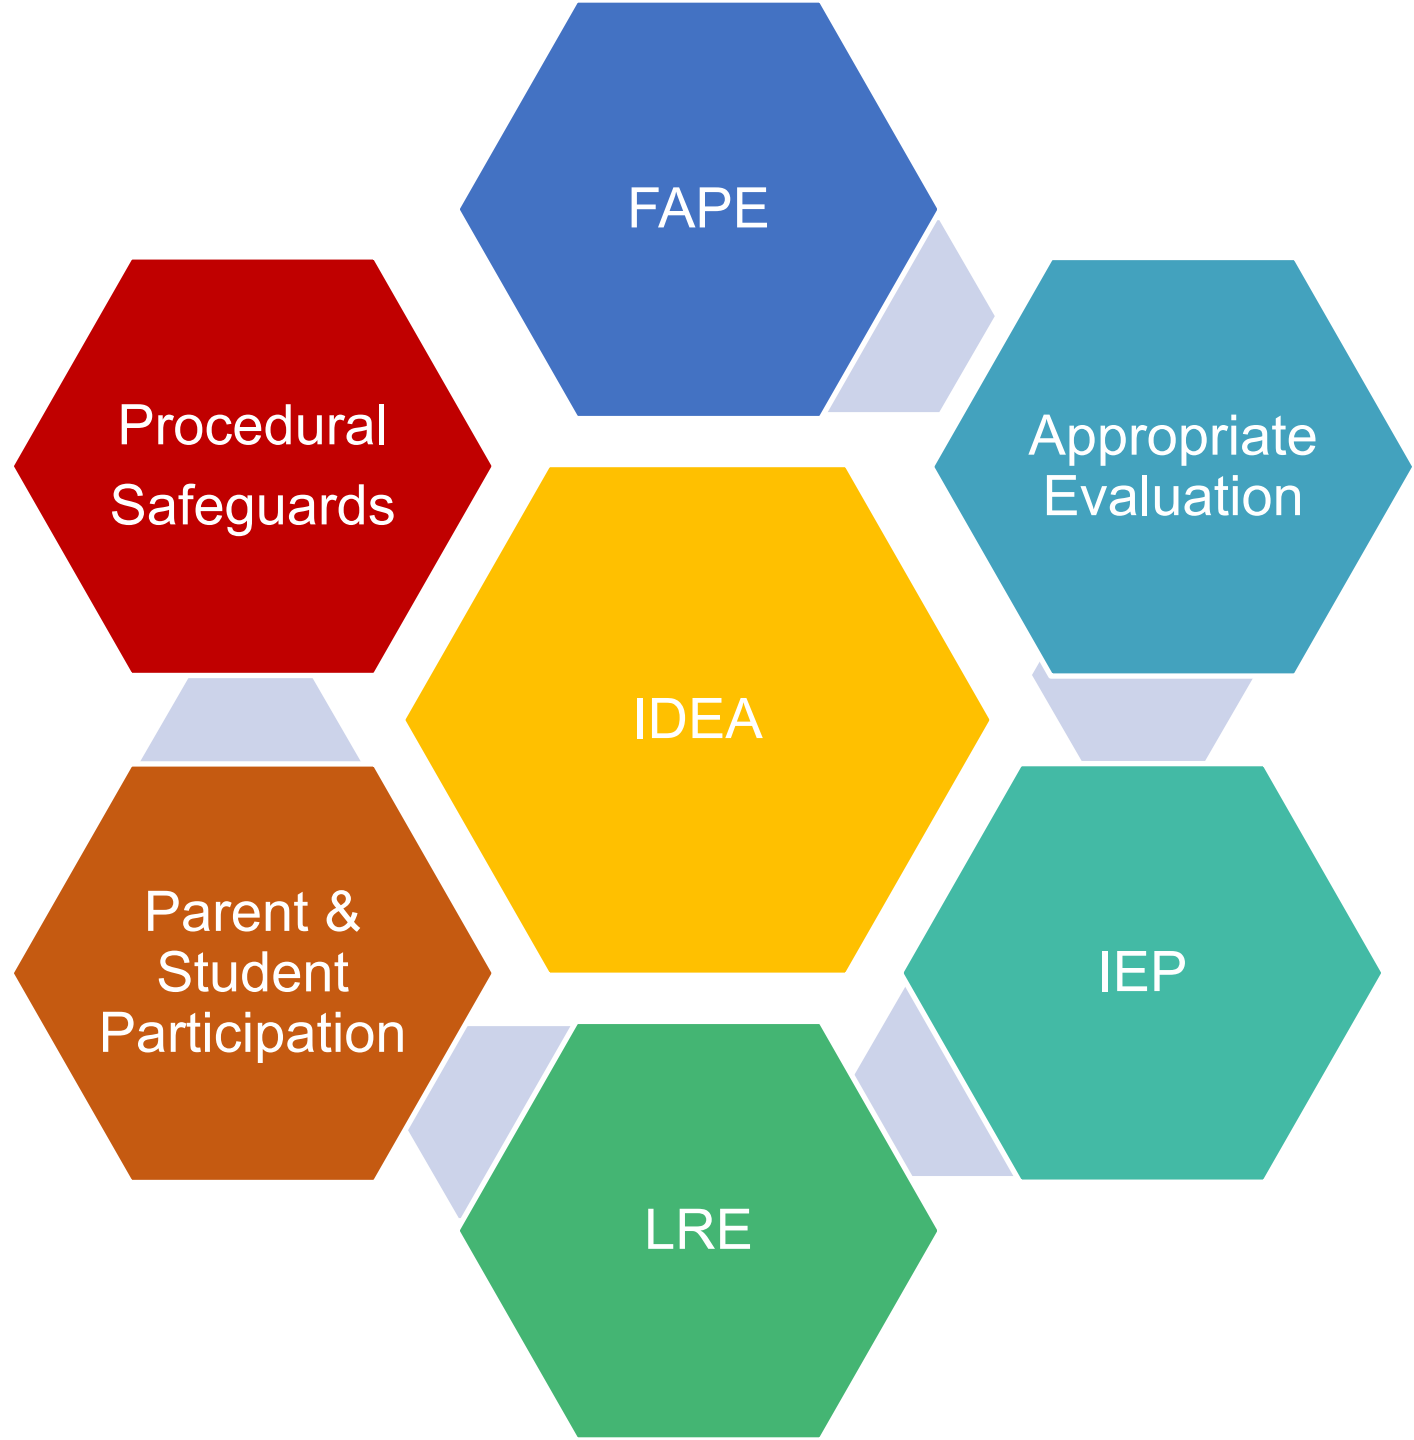 FAPE
Appropriate
Evaluation
IEP
LRE
Parent &
Student
Participation
Procedural
Safeguards
IDEA